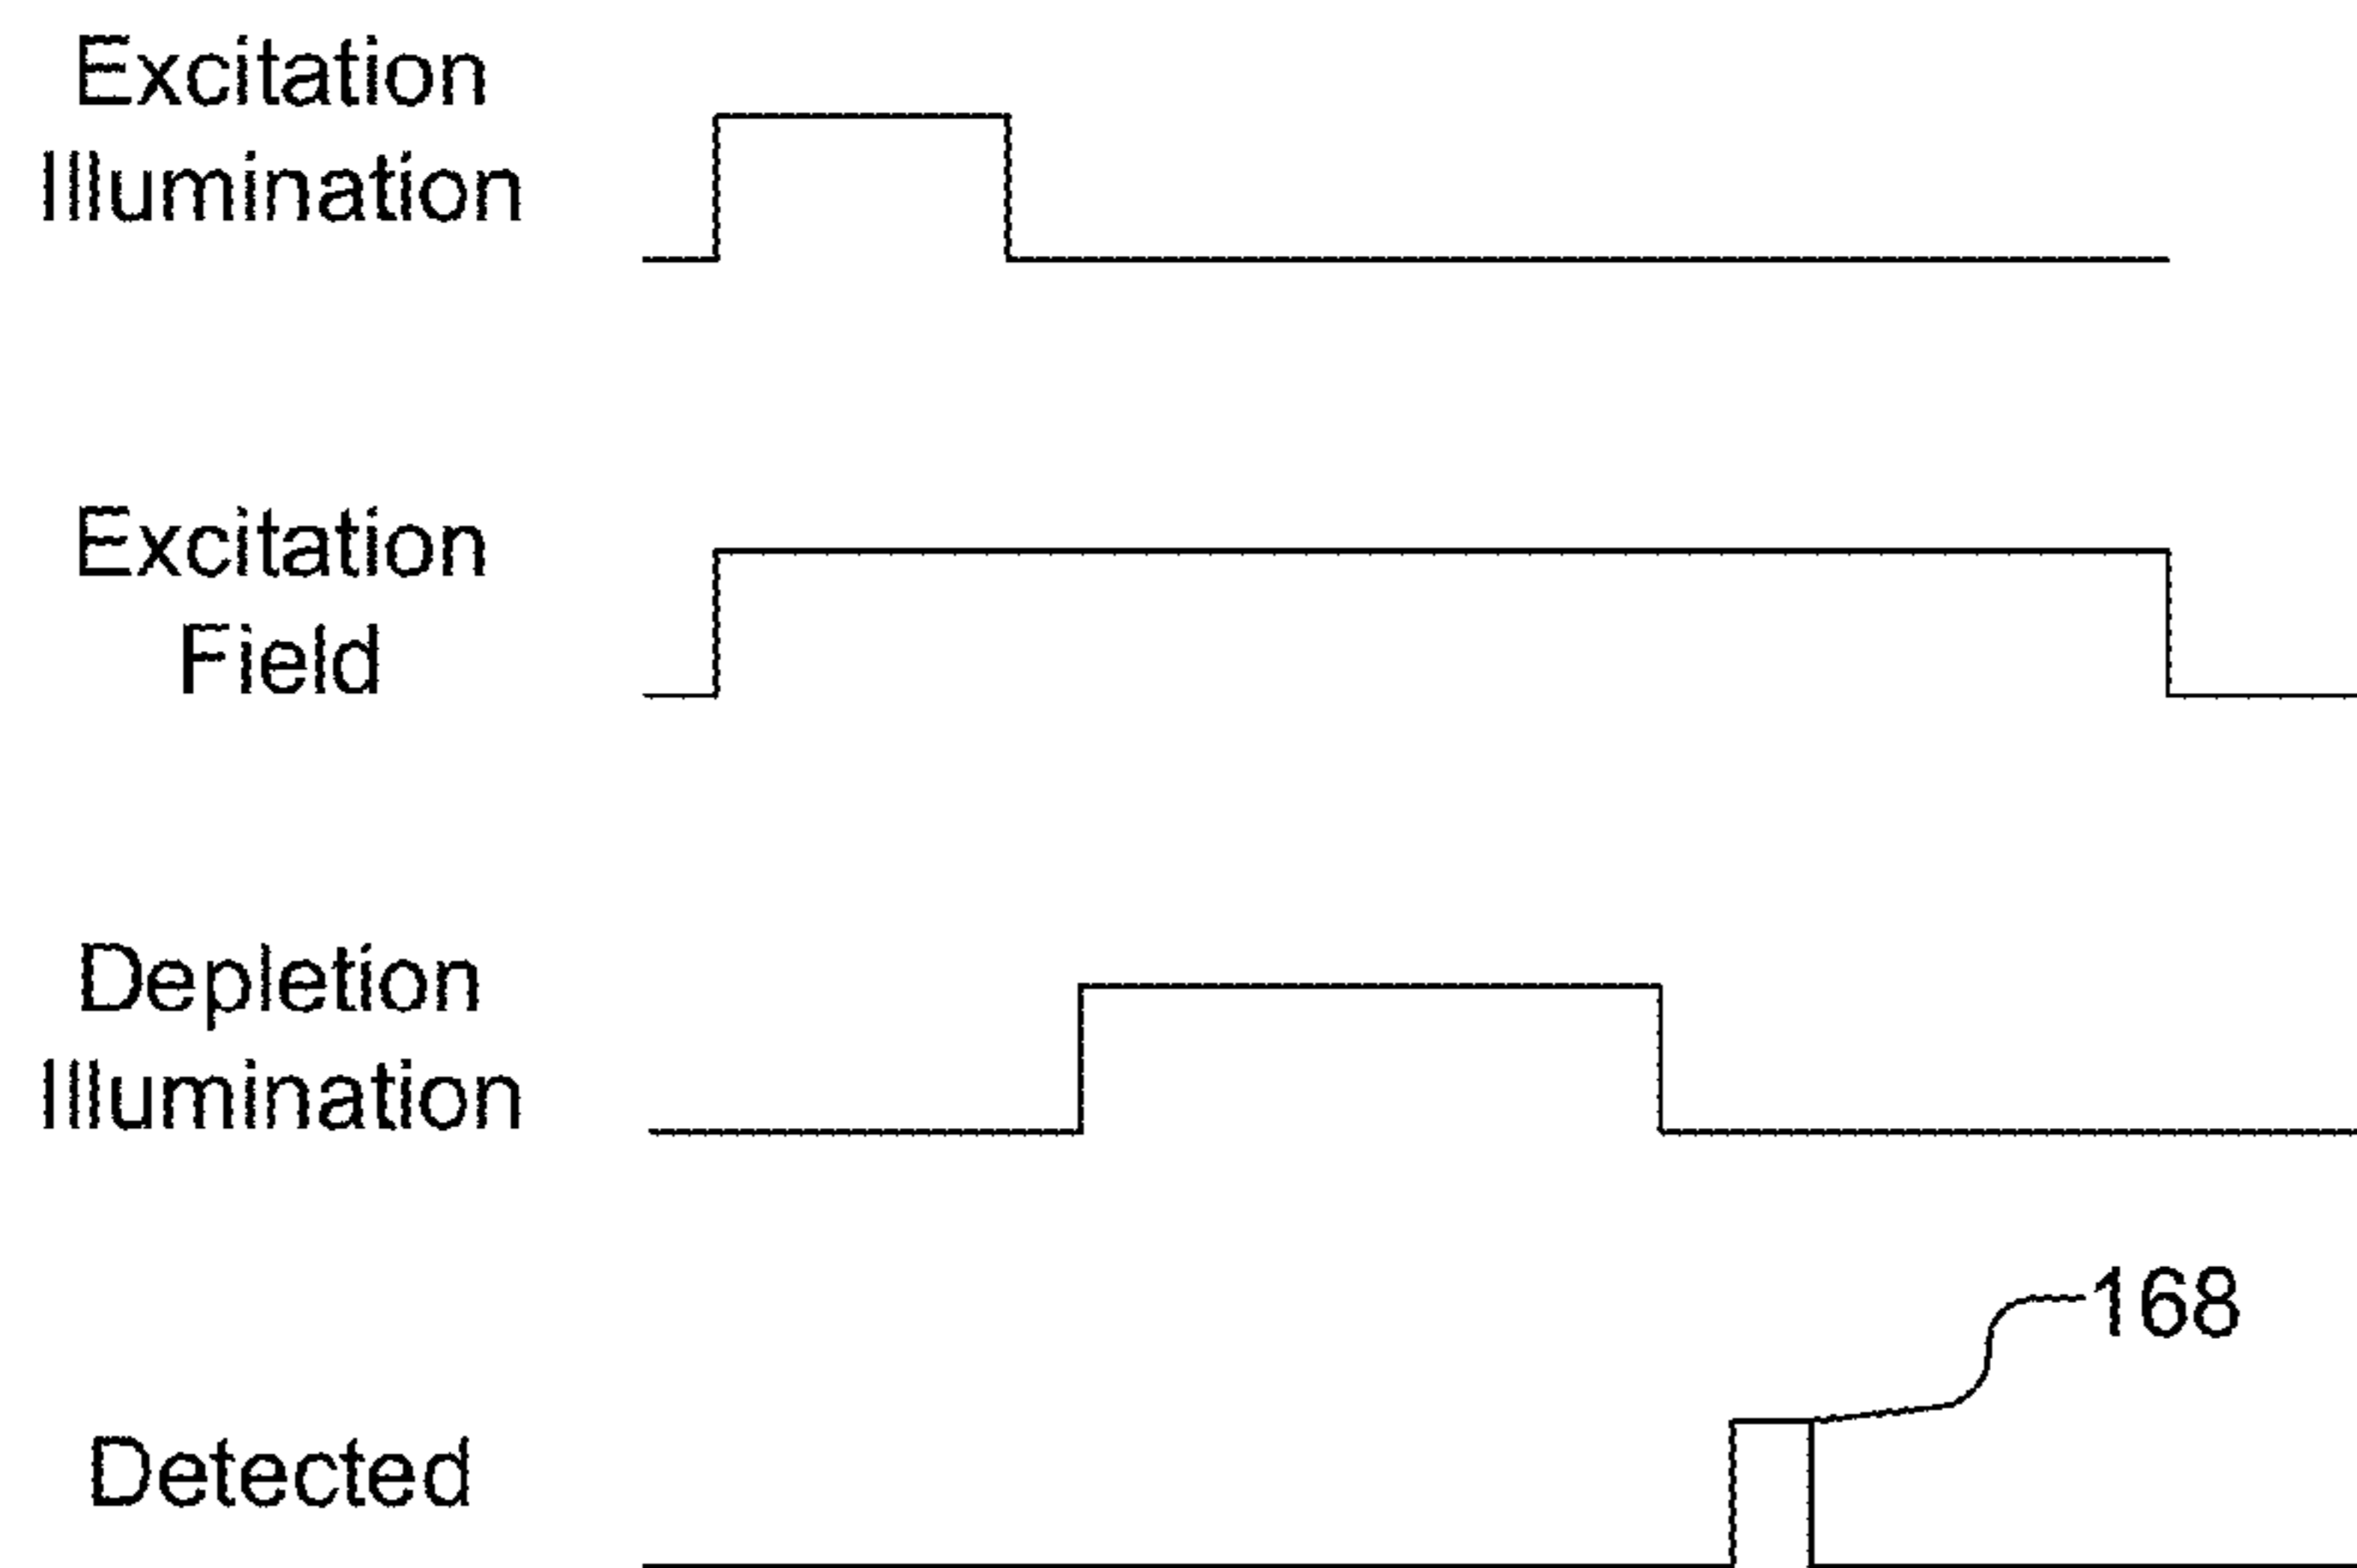 Excitation
Illumination
Excitation
Field
Depletion
Illumination
168
Detected